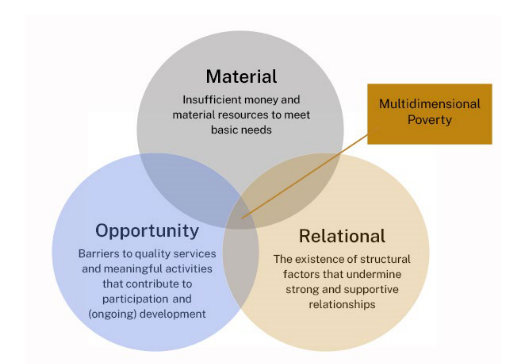 Material
Insufficient money and
material resources to meet
basic needs
Multidimensional
Poverty
Opportunity
Barriers to quality services
and meaningful activities
that contribute to
participation and
(ongoing) development
Relational
The existence of structural
factors that undermine
strong and supportive
relationships